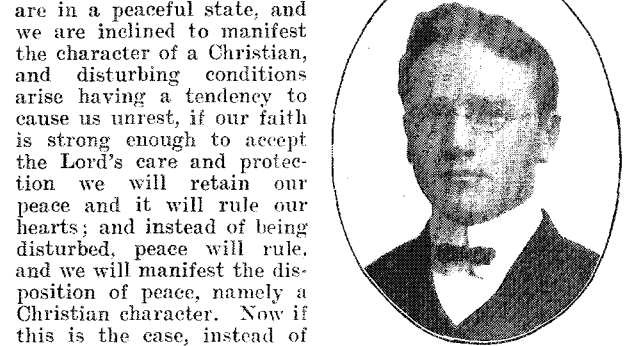 are in a peaceful state, and
we are inclined to manifest
the character of a Christian,
and disturbing conditions
arise having a tendency to
cause us unrest, if our faith
is strong enough to accept
the Lord's care and protec-
tion we will retain our
peace and it will rule our
hearts; and instead of being
disturbed, peace will rule,
and we will manifest the dis-
position of peace, namely a
Christian character. Now if
this is the case, instead of